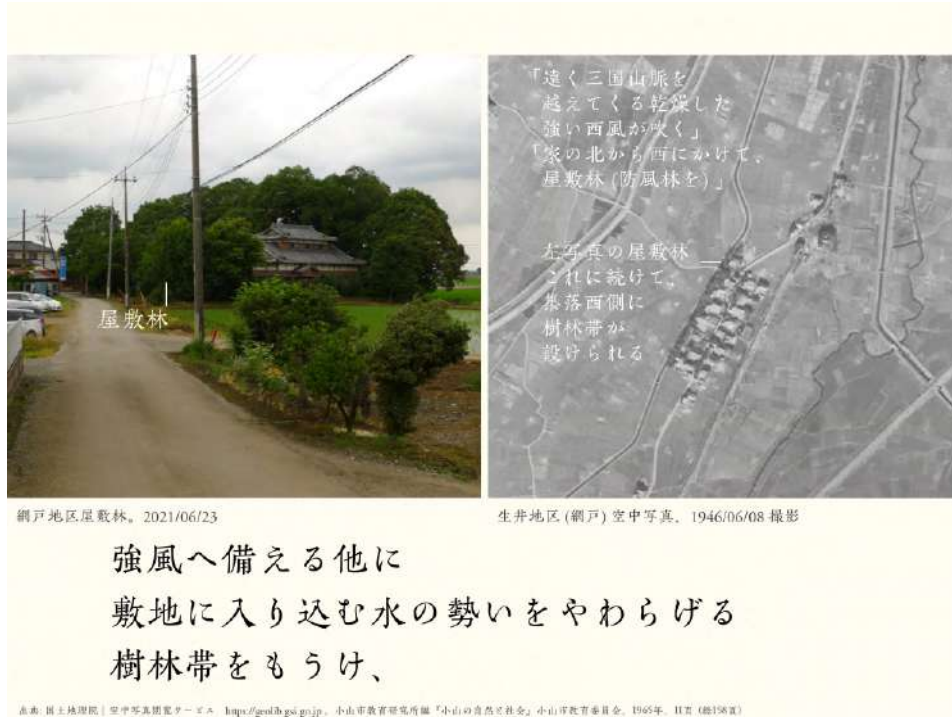 屋敷林
「遠く三国山脈を
越えてくる乾燥した
強い西風が吹く」
「家の北から西にかけて、
屋敷林(防風林を)」
左写真の屋敷林
これに続けて、
集落西側に
樹林帯が
設けられる
網戸地区屋敷林。2021/06/23
生井地区(網戸)空中写真、1946/06/08 撮影
強風へ備える他に
敷地に入り込む水の勢いをやわらげる
樹林帯をもうけ、
出典: 国土地理院 | 空中写真閲覧サービス https://geolib.gsi.go.jp、小山市教育研究所編『小山の自然と社会』小山市教育委員会、1965年、11頁 (総198頁)